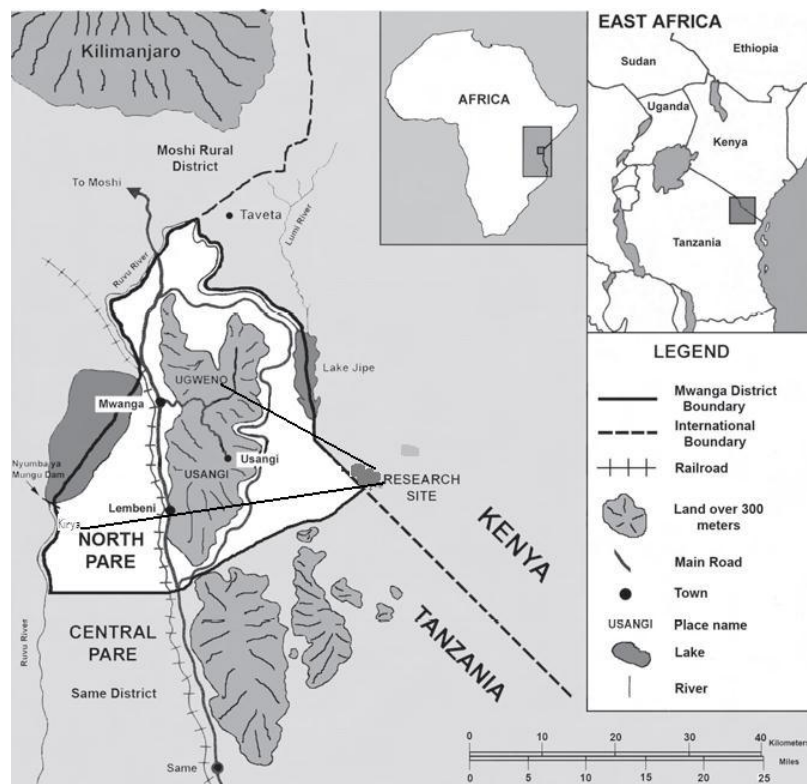 Kilimanjaro
Moshi Rural
District
To Moshi
Taveta
Lumi River
Ruvu River
Lake Jipe
UGWENO
Mwanga
Usangi
USANGI
Nyumba ya
Mungu Dam
Lembeni
Kirya
NORTH
PARE
RESEARCH
SITE
KENYA
TANZANIA
CENTRAL
PARE
Same District
Ruvu River
Same
AFRICA
EAST AFRICA
Sudan
Ethiopia
Uganda
Kenya
Tanzania
LEGEND
Mwanga District
Boundary
International
Boundary
Railroad
Land over 300
meters
Main Road
Town
USANGI Place name
Lake
River
0 10 20 30 40 Kilometers
0 5 10 15 20 25 Miles